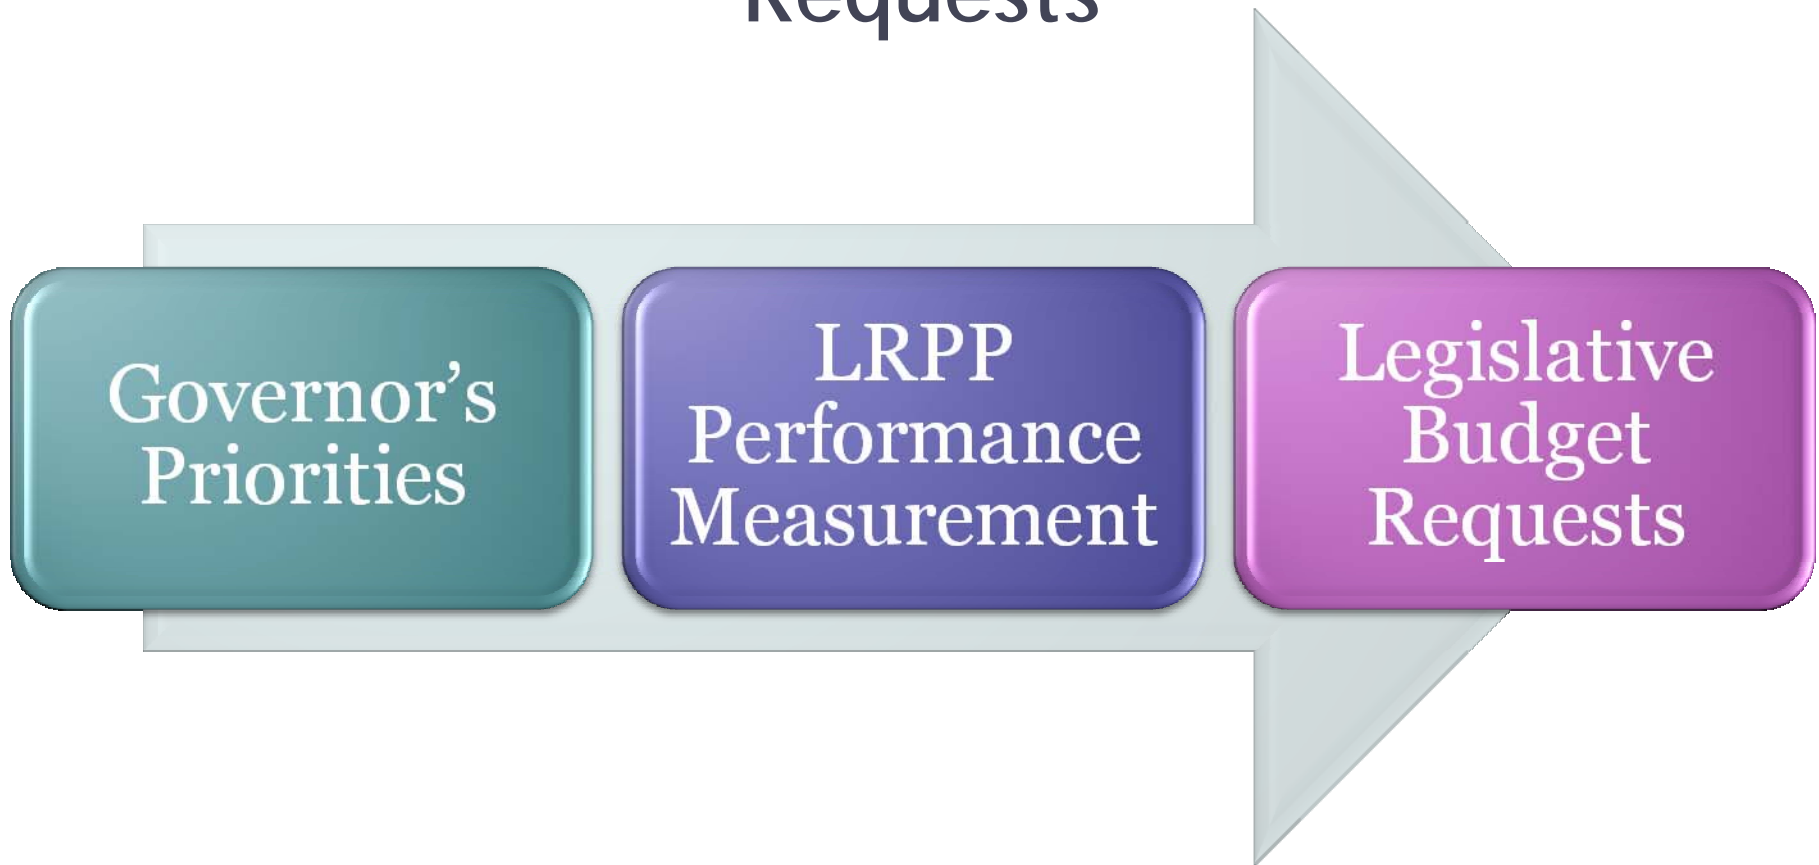 Requests
Governor’s
Priorities
LRPP
Performance
Measurement
Legislative
Budget
Requests